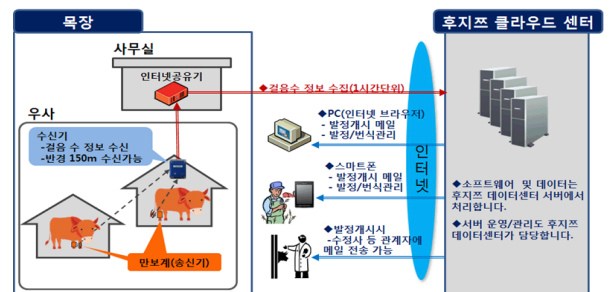 목장
후지쯔 클라우드 센터
사무실
인터넷공유기
◆걸음수 정보 수집(1시간단위)
우사
수신기
-걸음 수 정보 수신
-반경 150m 수신가능
만보계(송신기)
◆PC(인터넷 브라우저)
- 발정개시 메일
- 발정/번식관리
◆스마트폰
- 발정개시 메일
- 발정/번식관리
◆발정개시시
-수정사 등 관계자에
메일 전송 가능
인터넷
◆소프트웨어 및 데이터는
후지쯔 데이터센터 서버에서
처리합니다.
◆서버 운영/관리도 후지쯔
데이터센터가 담당합니다.